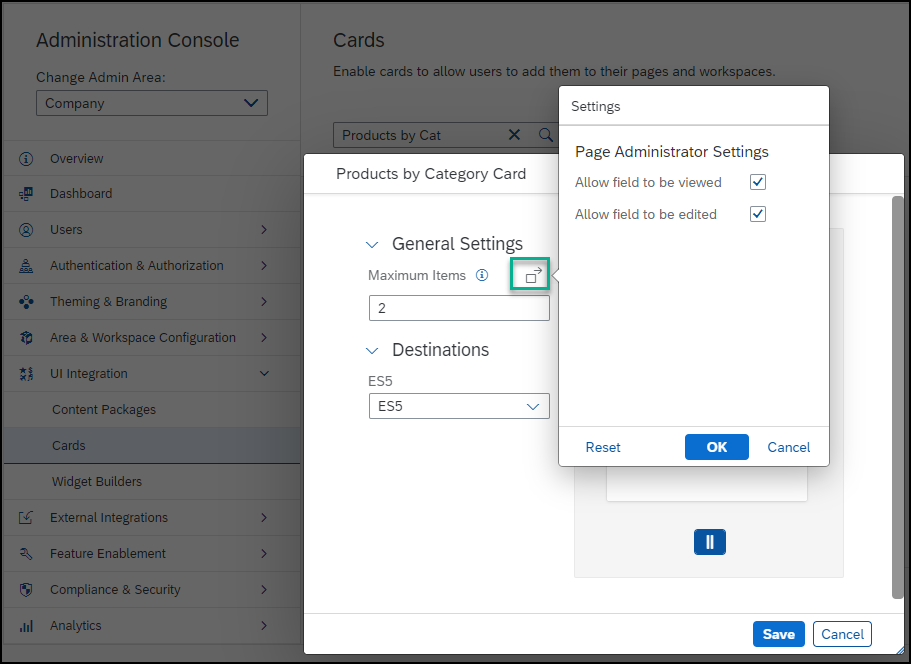 Administration Console
Change Admin Area:
Company
Overview
Dashboard
Users
Authentication & Authorization
Theming & Branding
Area & Workspace Configuration
UI Integration
Content Packages
Cards
Widget Builders
External Integrations
Feature Enablement
Compliance & Security
Analytics
Cards
Enable cards to allow users to add them to their pages and workspaces.
Products by Cat
Products by Category Card
General Settings
Maximum Items
2
Destinations
ES5
ES5
Settings
Page Administrator Settings
Allow field to be viewed
Allow field to be edited
Reset OK Cancel
Save Cancel